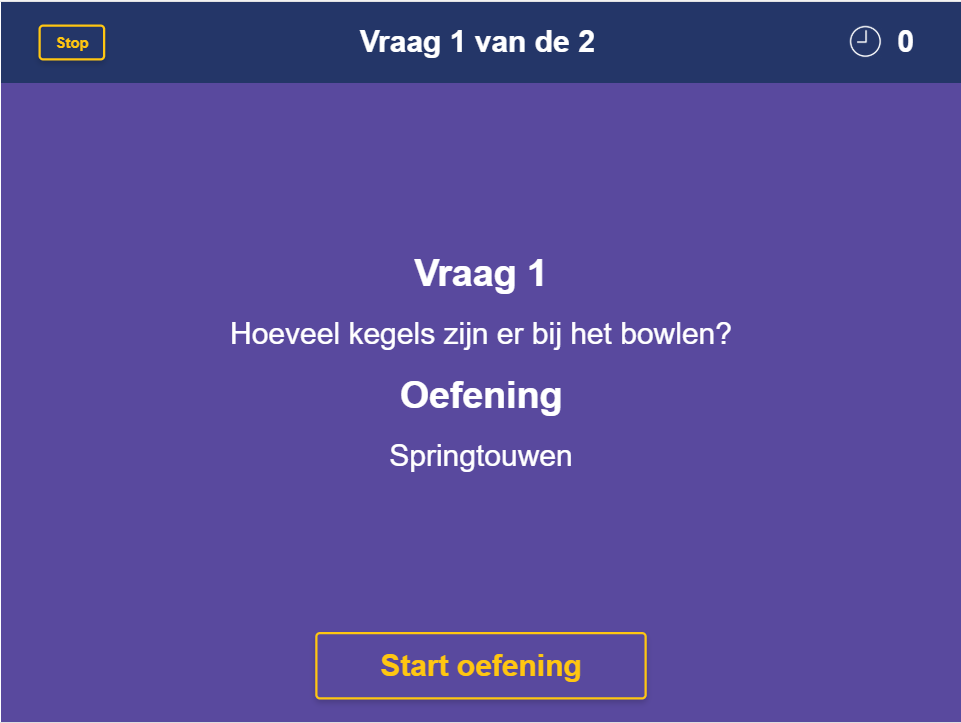 Stop
Vraag 1 van de 2
0
Vraag 1
Hoeveel kegels zijn er bij het bowlen?
Oefening
Springtouwen
Start oefening